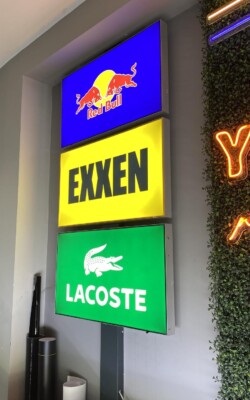 Red Bull
EXXEN
LACOSTE
Y